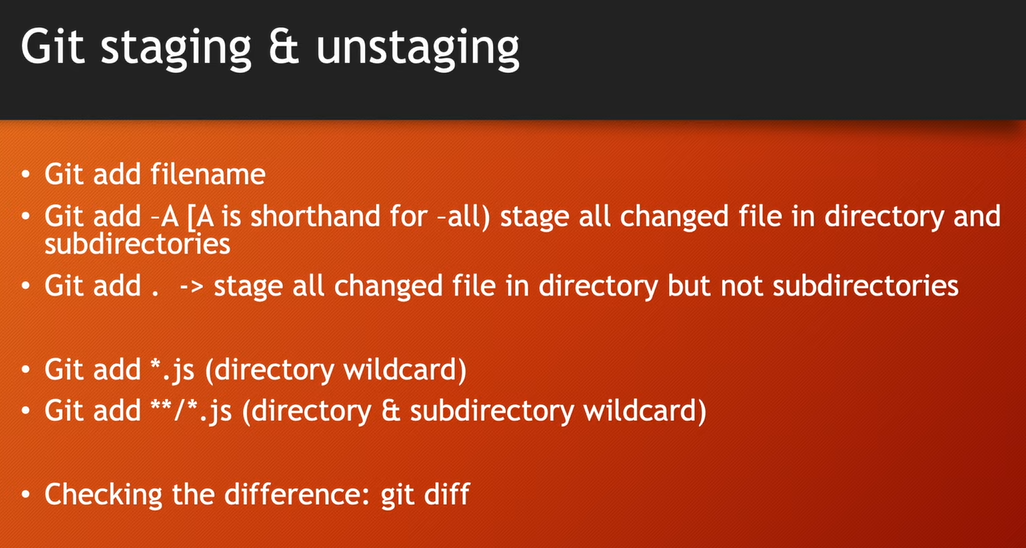 Git staging & unstaging
• Git add filename
• Git add –A [A is shorthand for –all) stage all changed file in directory and
subdirectories
• Git add . -> stage all changed file in directory but not subdirectories
• Git add *.js (directory wildcard)
• Git add **/*.js (directory & subdirectory wildcard)
• Checking the difference: git diff